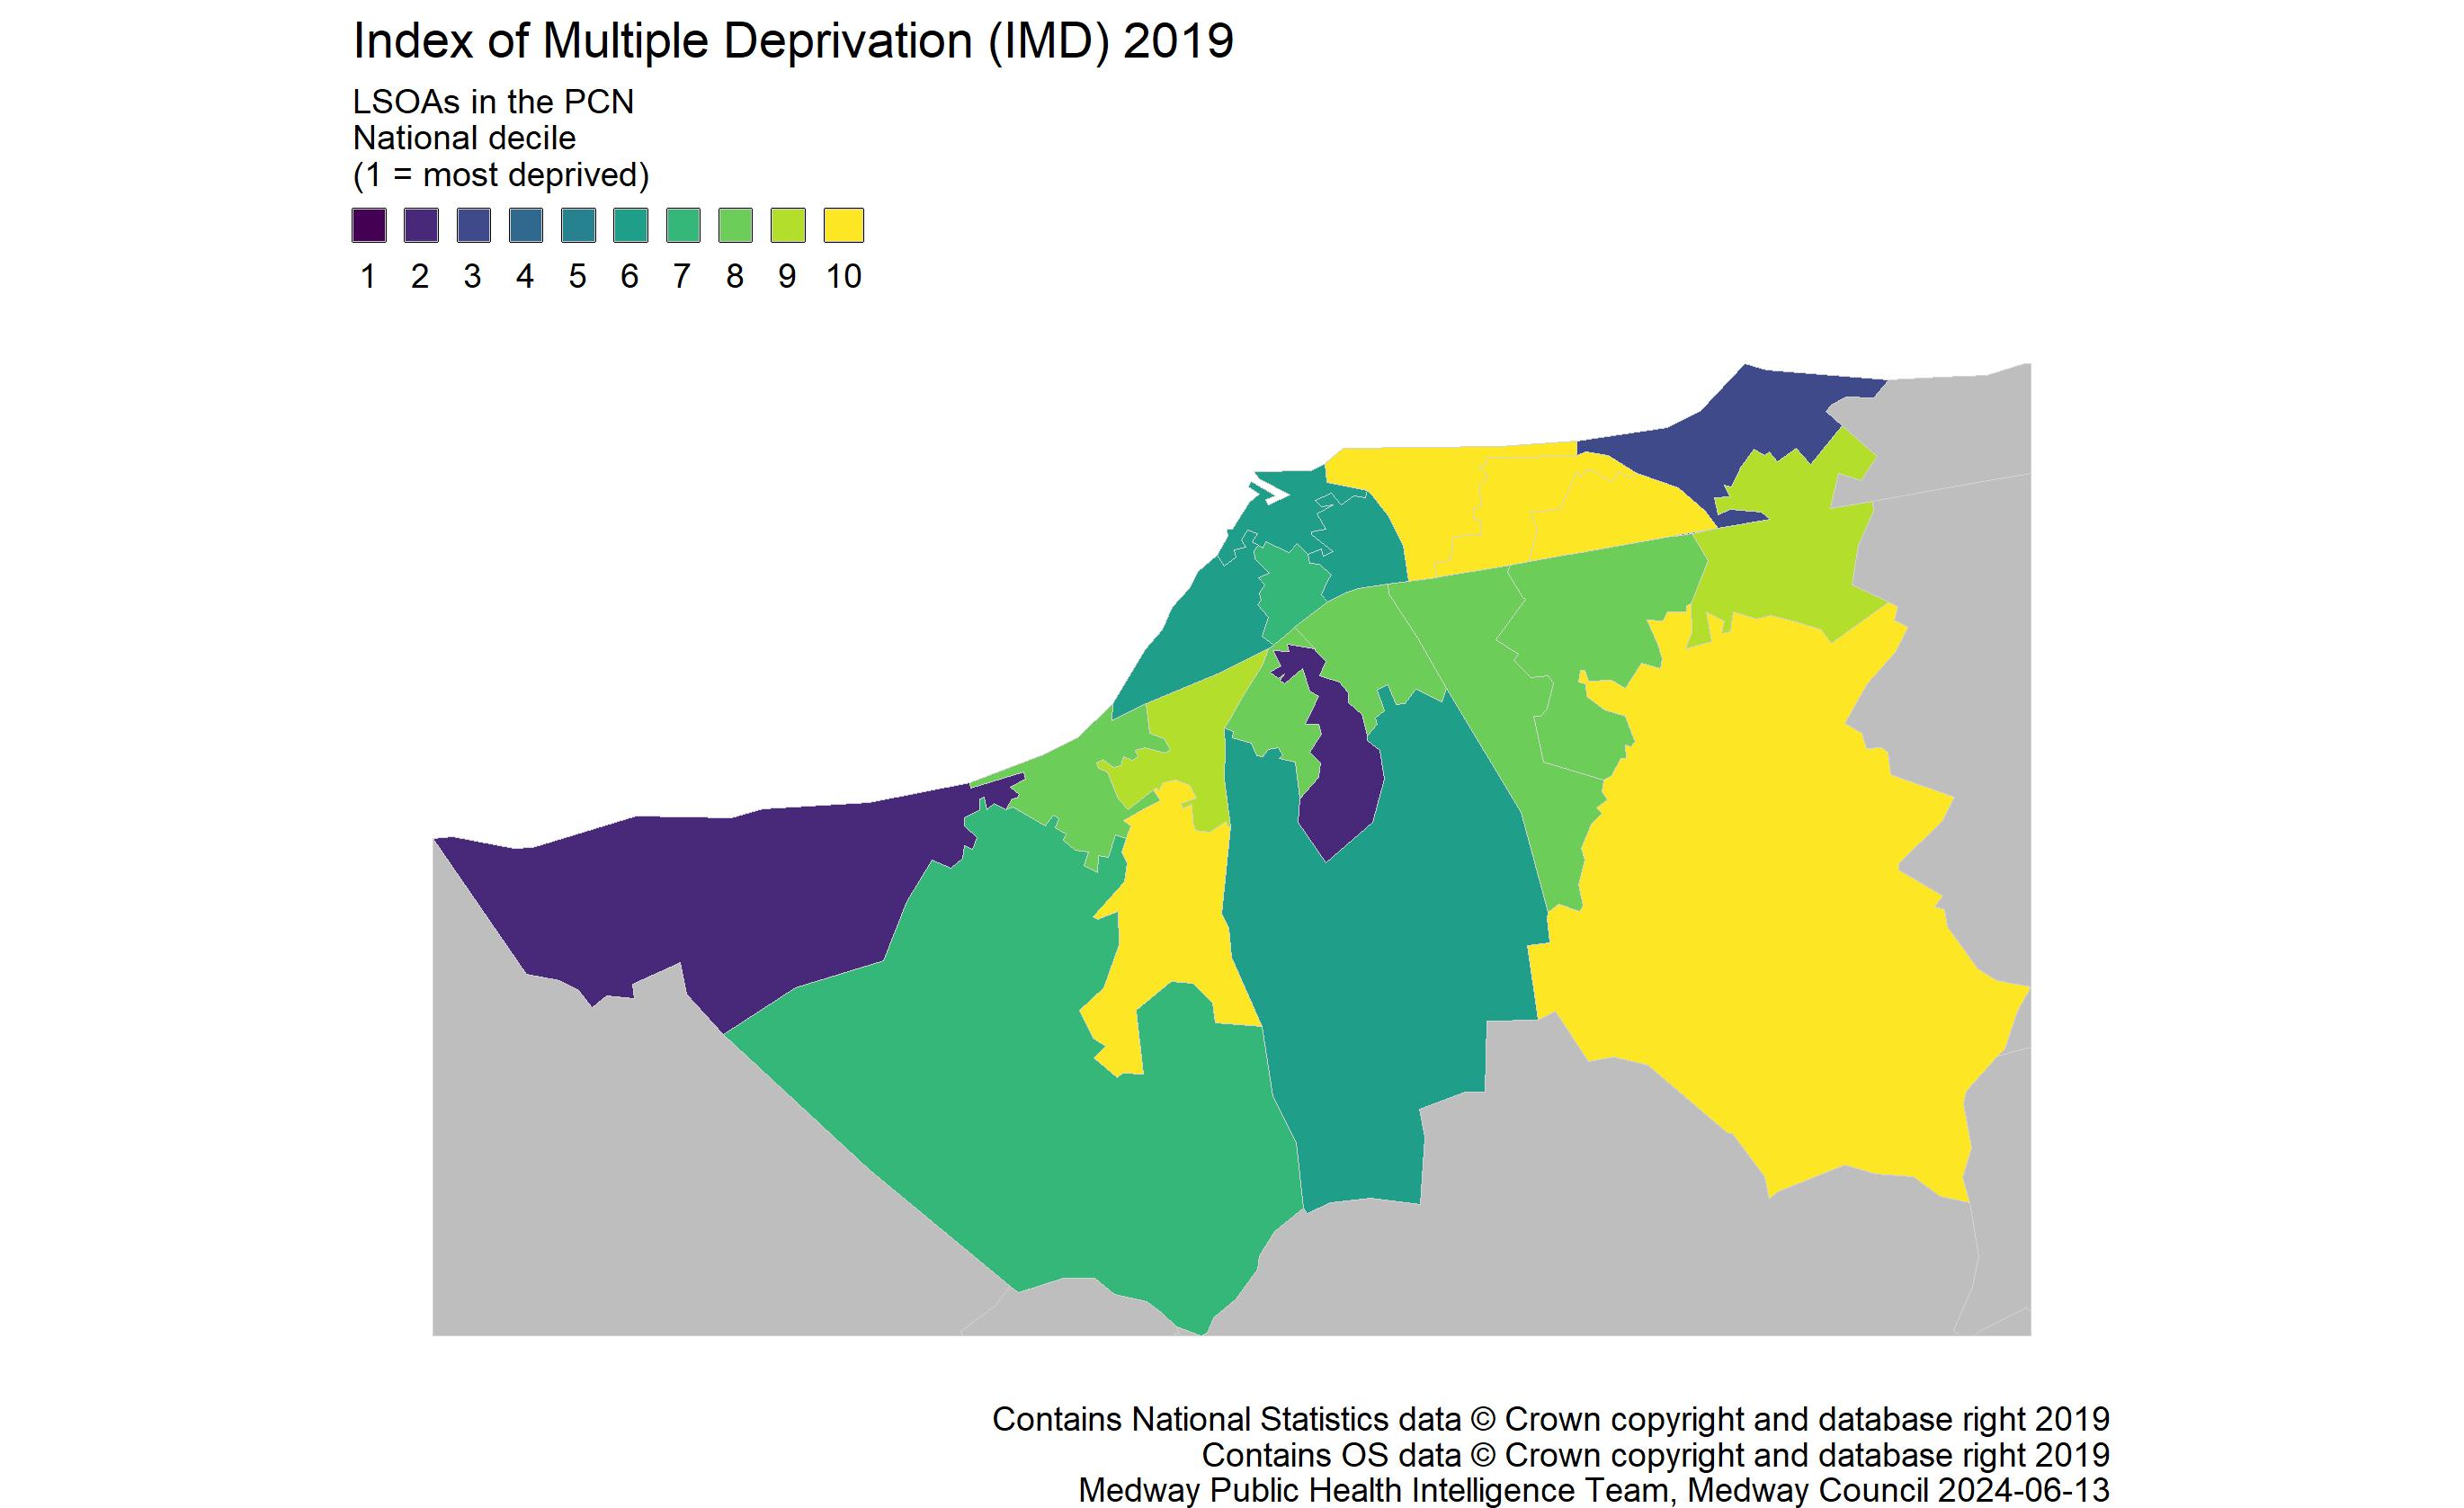 Index of Multiple Deprivation (IMD) 2019
LSOAs in the PCN
National decile
(1 = most deprived)
1 2 3 4 5 6 7 8 9 10
Contains National Statistics data © Crown copyright and database right 2019
Contains OS data © Crown copyright and database right 2019
Medway Public Health Intelligence Team, Medway Council 2024-06-13